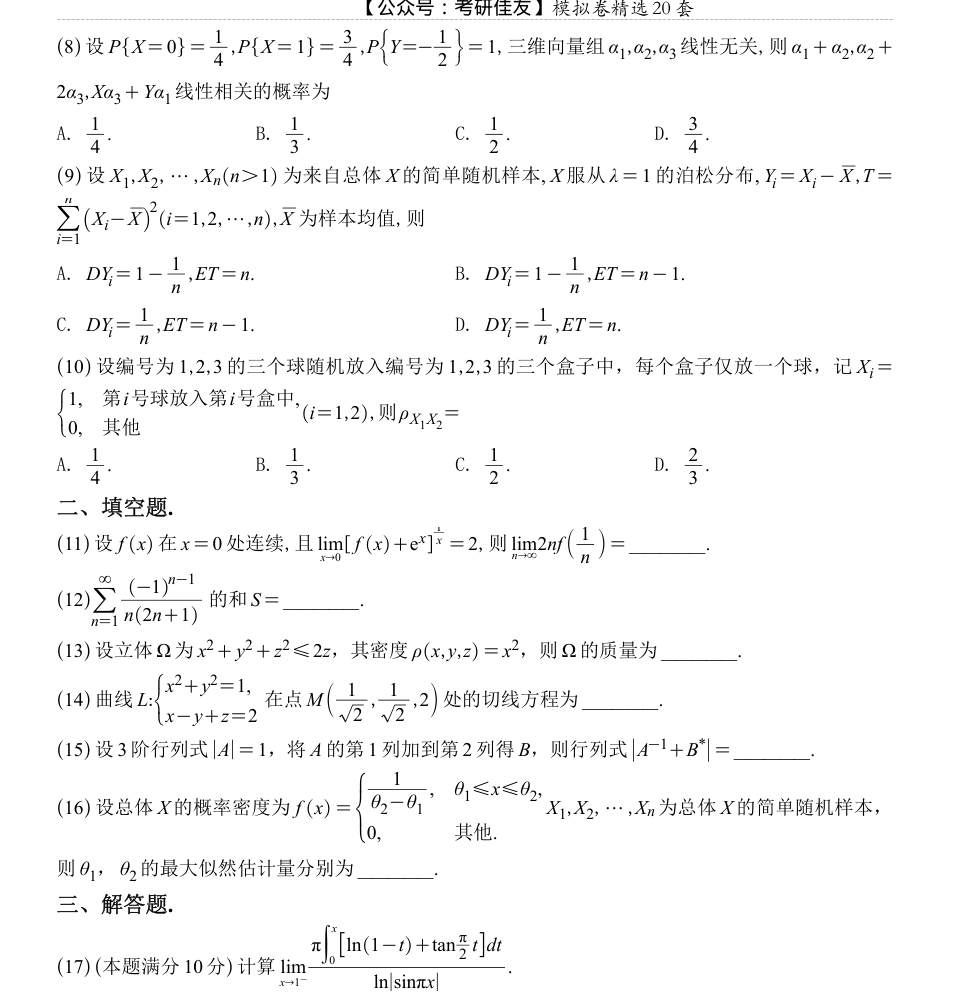 【公众号：考研佳友】模拟卷精选20套
(8) 设 P{X=0} = 1/4, P{X=1} = 3/4, P{Y=−1/2} = 1, 三维向量组 α₁,α₂,α₃ 线性无关, 则 α₁+α₂,α₂+
2α₃,Xα₃+Yα₁ 线性相关的概率为
A. 1/4. B. 1/3. C. 1/2. D. 3/4.
(9) 设 X₁,X₂, ⋯ ,Xₙ(n>1) 为来自总体 X 的简单随机样本, X 服从 λ=1 的泊松分布, Yᵢ=Xᵢ−X̅, T=
∑ᵢ₌₁ⁿ (Xᵢ−X̅)² (i=1,2,⋯,n), X̅ 为样本均值, 则
A. DYᵢ=1−1/n, ET=n. B. DYᵢ=1−1/n, ET=n−1.
C. DYᵢ=1/n, ET=n−1. D. DYᵢ=1/n, ET=n.
(10) 设编号为 1,2,3 的三个球随机放入编号为 1,2,3 的三个盒子中，每个盒子仅放一个球，记 Xᵢ=
{1, 第 i 号球放入第 i 号盒中, 0, 其他 (i=1,2), 则 ρ_{X₁X₂}=
A. 1/4. B. 1/3. C. 1/2. D. 2/3.
二、填空题.
(11) 设 f(x) 在 x=0 处连续, 且 lim_{x→0} [f(x)+eˣ]^{1/x} = 2, 则 lim_{n→∞} 2nf(1/n) = ________.
(12) ∑ₙ₌₁^∞ (−1)ⁿ⁻¹/n(2n+1) 的和 S= ________.
(13) 设立体 Ω 为 x²+y²+z²⩽2z，其密度 ρ(x,y,z)=x²，则 Ω 的质量为 ________.
(14) 曲线 L:{x²+y²=1, x−y+z=2 在点 M(1/√2, 1/√2, 2) 处的切线方程为 ________.
(15) 设 3 阶行列式 |A|=1，将 A 的第 1 列加到第 2 列得 B，则行列式 |A⁻¹+B*| = ________.
(16) 设总体 X 的概率密度为 f(x) = {1/(θ₂−θ₁), θ₁⩽x⩽θ₂, 0, 其他. X₁,X₂, ⋯ ,Xₙ 为总体 X 的简单随机样本，
则 θ₁， θ₂ 的最大似然估计量分别为 ________.
三、解答题.
(17) (本题满分 10 分) 计算 lim_{x→1⁻} π∫₀ˣ[ln(1−t)+tan π/2 t]dt / ln|sinπx| .